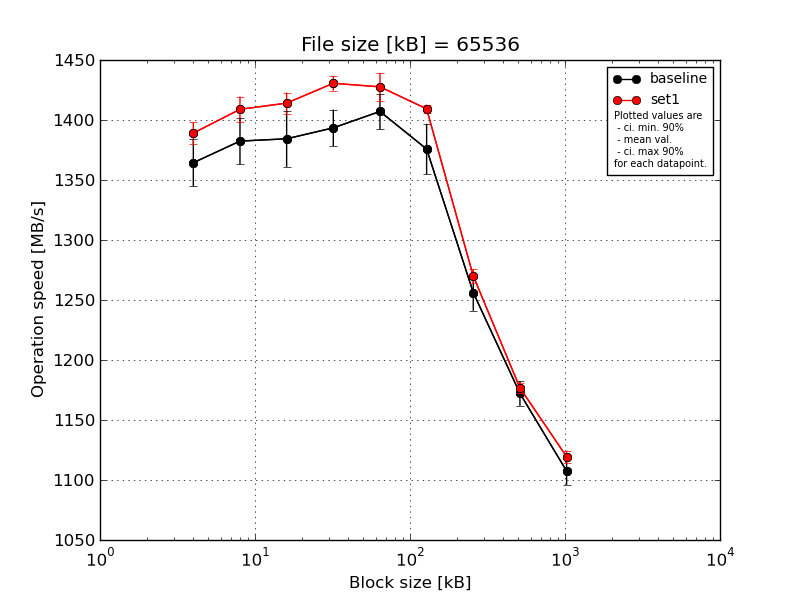 File size [kB] = 65536
1450
1400
1350
1300
1250
1200
1150
1100
1050
Operation speed [MB/s]
baseline
set1
Plotted values are
- ci. min. 90%
- mean val.
- ci. max 90%
for each datapoint.
10^0 10^1 10^2 10^3 10^4
Block size [kB]